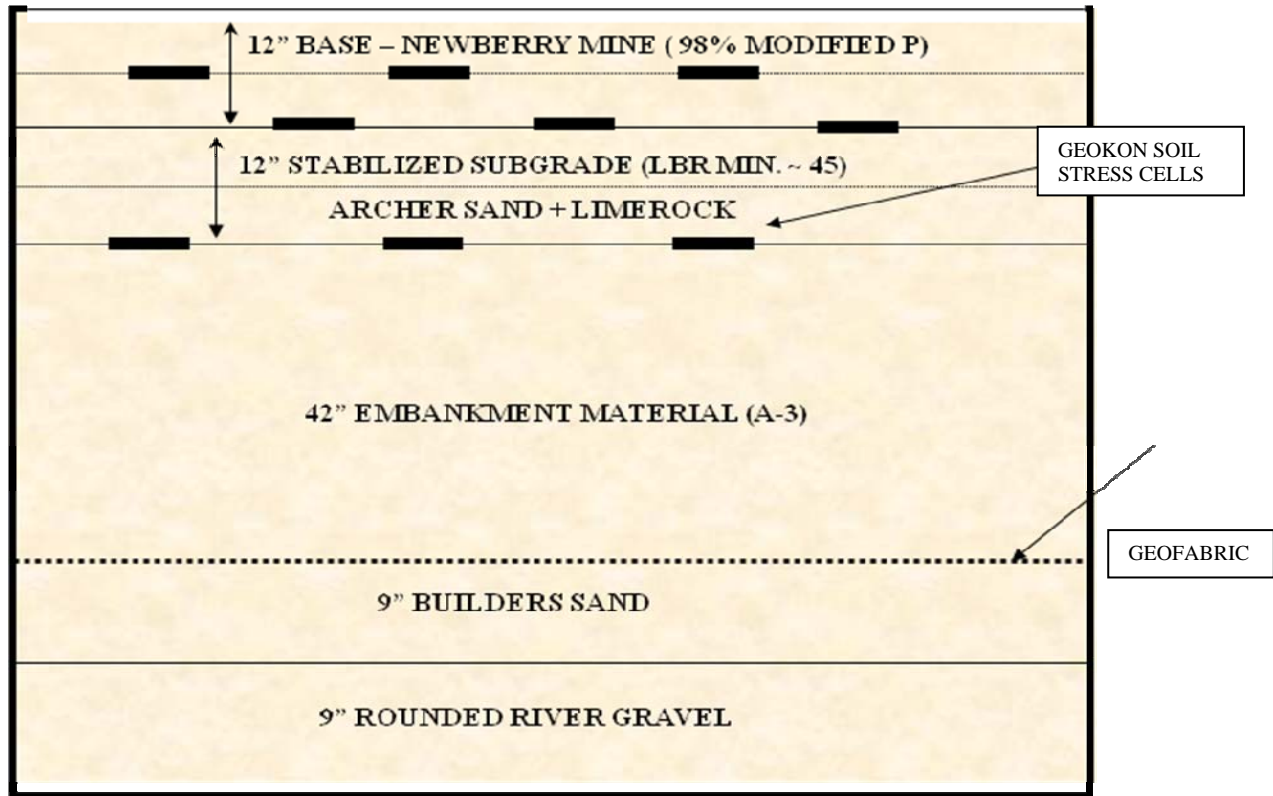 12” BASE – NEWBERRY MINE ( 98% MODIFIED P)
GEOKON SOIL
STRESS CELLS
12” STABILIZED SUBGRADE (LBR MIN. ~ 45)
ARCHER SAND + LIMEROCK
42” EMBANKMENT MATERIAL (A-3)
GEOFABRIC
9” BUILDERS SAND
9” ROUNDED RIVER GRAVEL